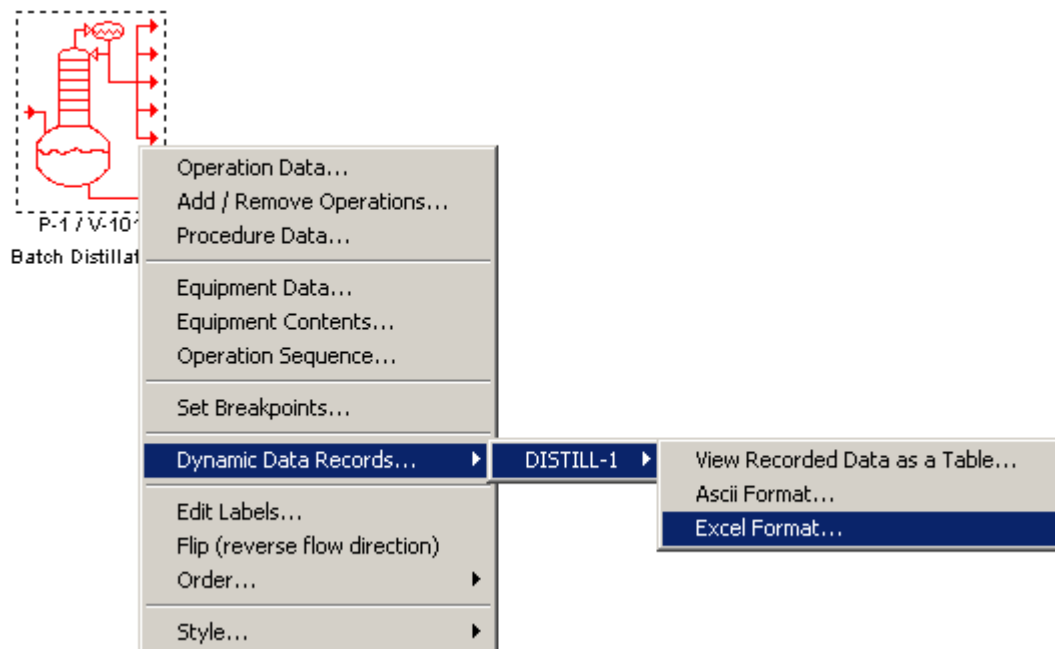 P-1 / V-101
Batch Distillat
Operation Data...
Add / Remove Operations...
Procedure Data...
Equipment Data...
Equipment Contents...
Operation Sequence...
Set Breakpoints...
Dynamic Data Records...
DISTILL-1
View Recorded Data as a Table...
Ascii Format...
Excel Format...
Edit Labels...
Flip (reverse flow direction)
Order...
Style...